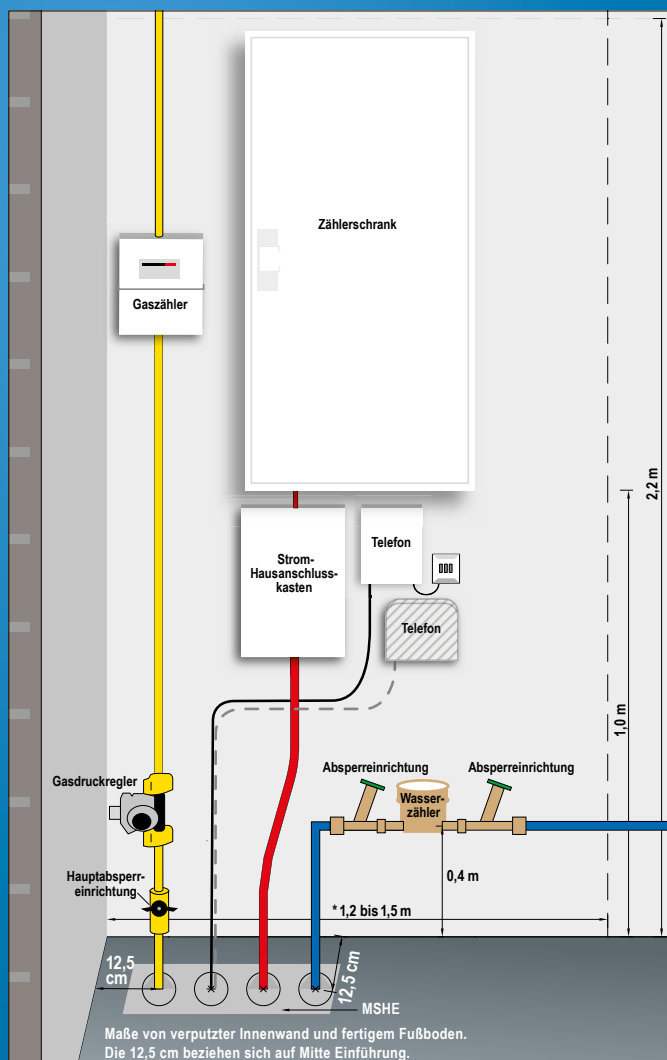 Zählerschrank
Gaszähler
2,2 m
Telefon
Strom-
Hausanschluss-
kasten
Telefon
1,0 m
Gasdruckregler
Absperreinrichtung
Absperreinrichtung
Wasser-
zähler
Hauptabsperr-
einrichtung
0,4 m
* 1,2 bis 1,5 m
12,5
cm
12,5 cm
MSHE
Maße von verputzter Innenwand und fertigem Fußboden.
Die 12,5 cm beziehen sich auf Mitte Einführung.